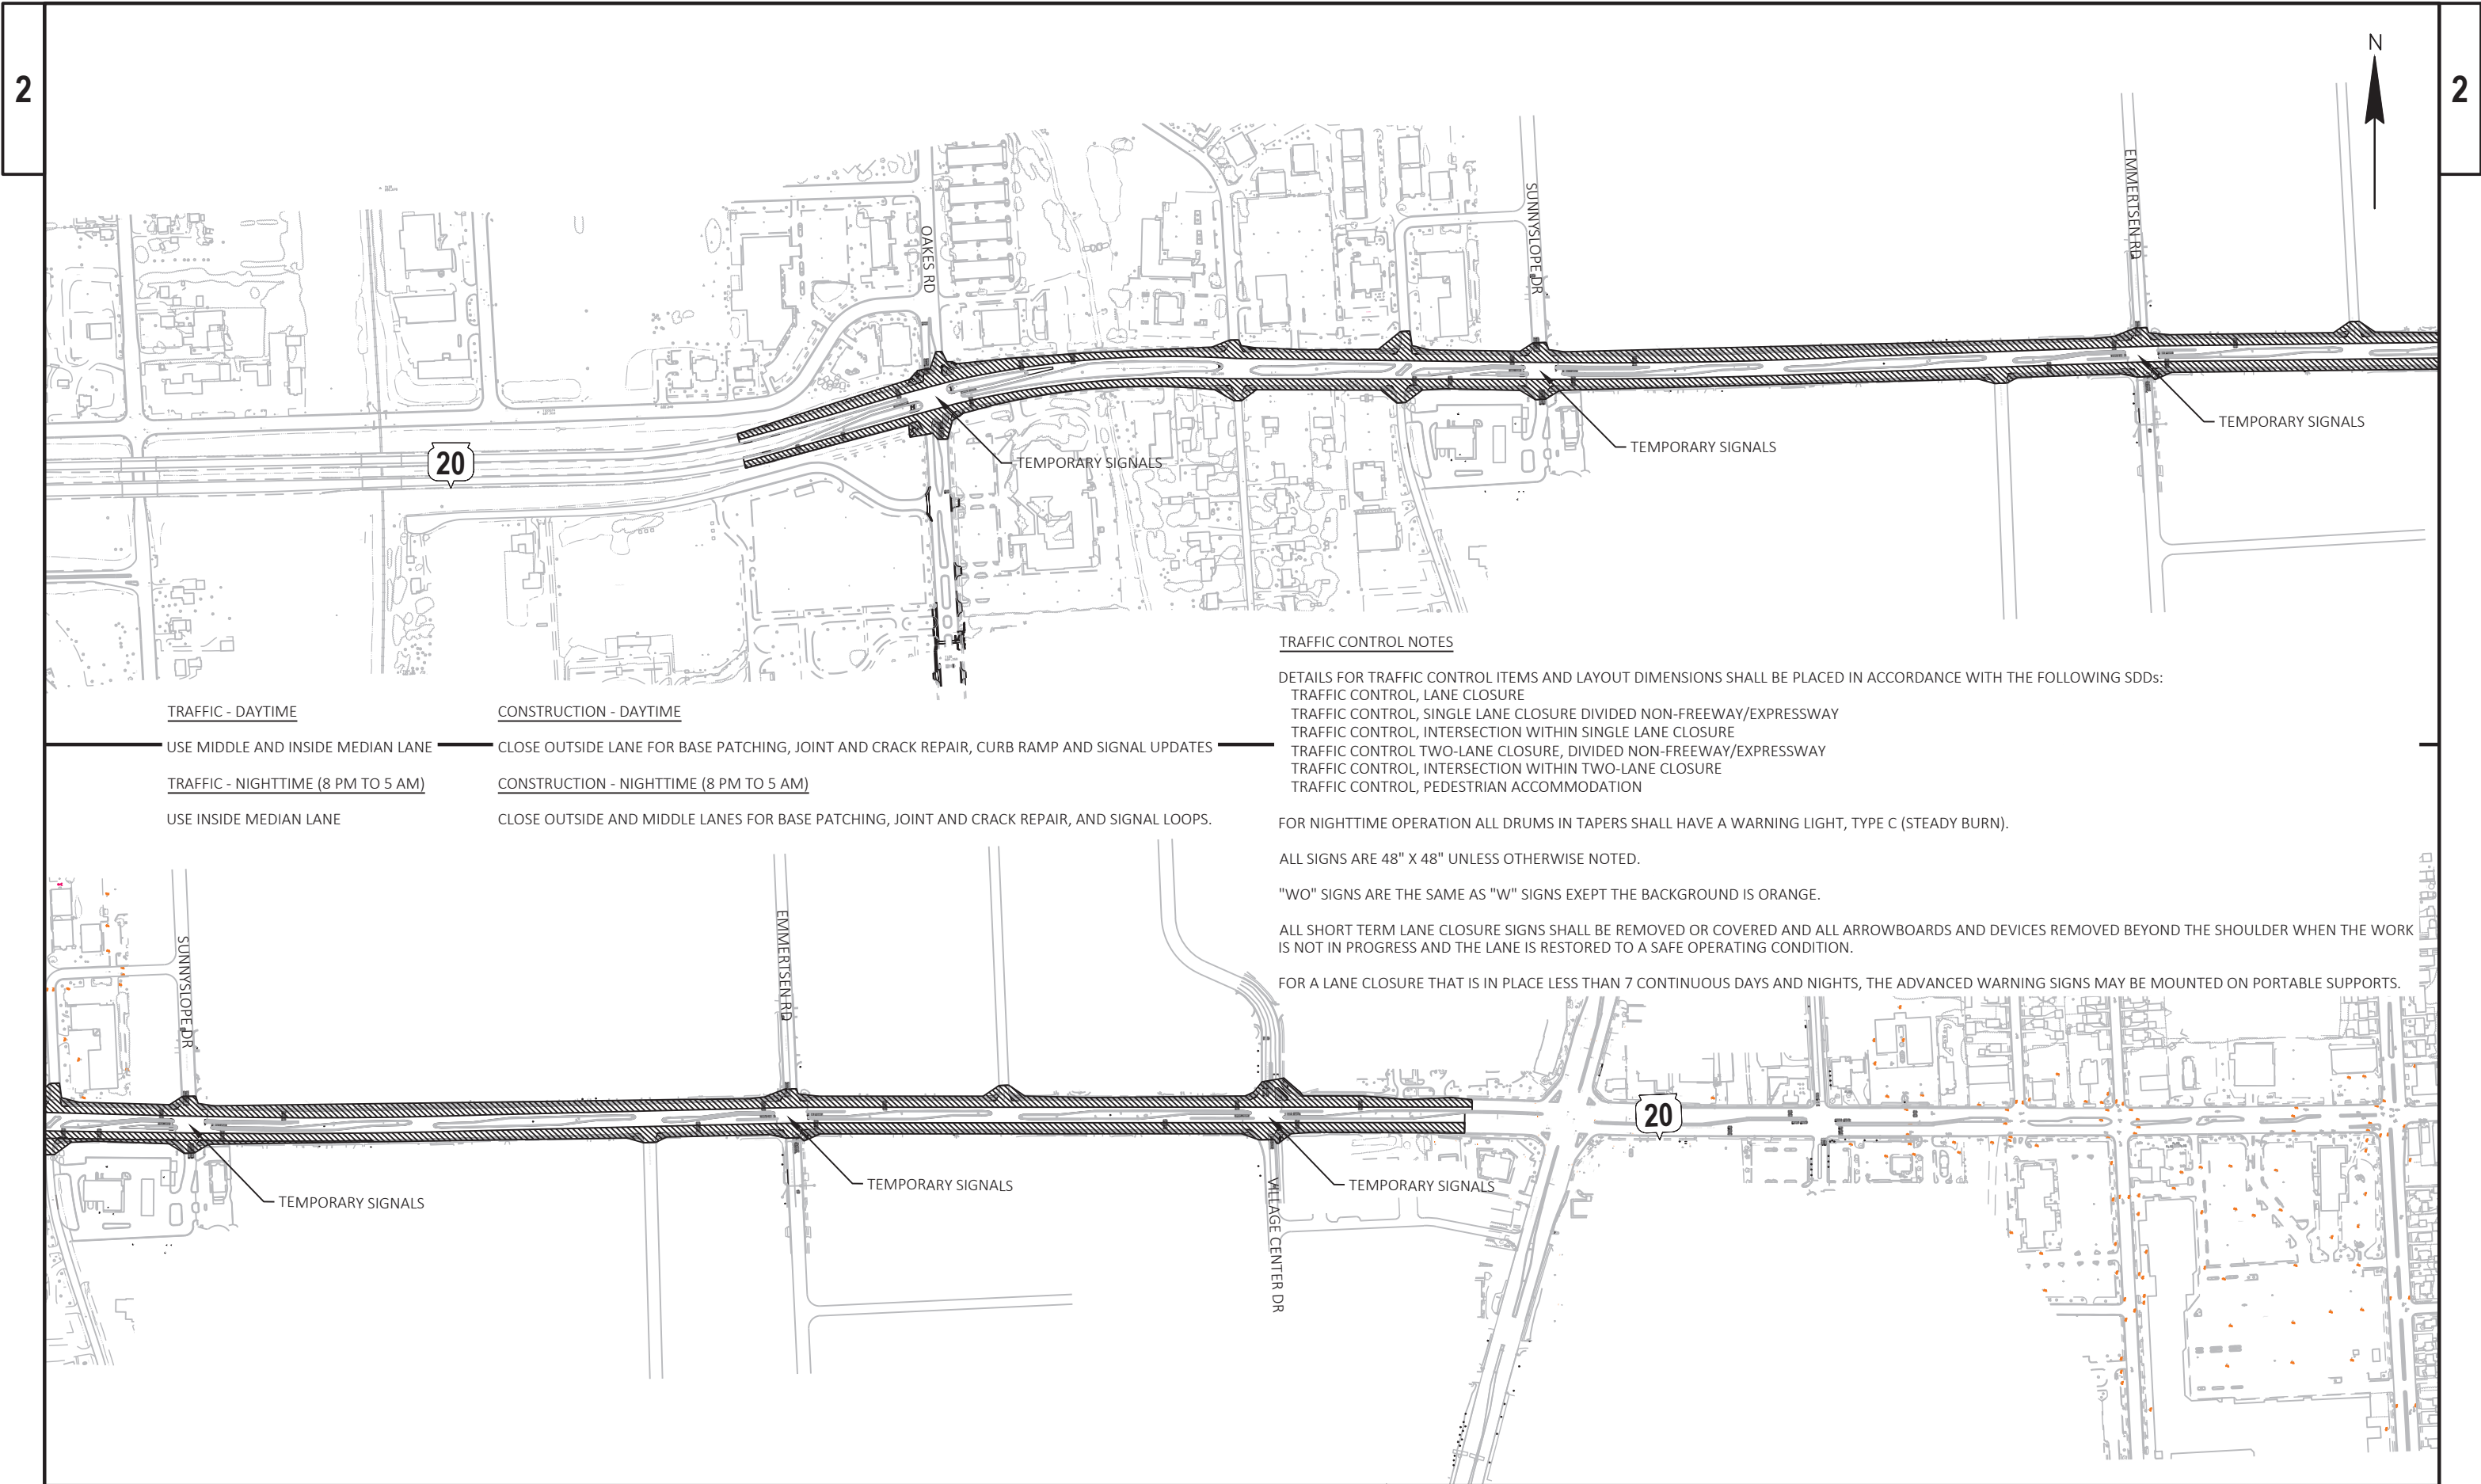 2
2
N
OAKES RD
SUNNYSLOPE DR
EMMERTSEN RD
20
TEMPORARY SIGNALS
TEMPORARY SIGNALS
TEMPORARY SIGNALS
TRAFFIC - DAYTIME
USE MIDDLE AND INSIDE MEDIAN LANE
TRAFFIC - NIGHTTIME (8 PM TO 5 AM)
USE INSIDE MEDIAN LANE
CONSTRUCTION - DAYTIME
CLOSE OUTSIDE LANE FOR BASE PATCHING, JOINT AND CRACK REPAIR, CURB RAMP AND SIGNAL UPDATES
CONSTRUCTION - NIGHTTIME (8 PM TO 5 AM)
CLOSE OUTSIDE AND MIDDLE LANES FOR BASE PATCHING, JOINT AND CRACK REPAIR, AND SIGNAL LOOPS.
TRAFFIC CONTROL NOTES
DETAILS FOR TRAFFIC CONTROL ITEMS AND LAYOUT DIMENSIONS SHALL BE PLACED IN ACCORDANCE WITH THE FOLLOWING SDDs:
TRAFFIC CONTROL, LANE CLOSURE
TRAFFIC CONTROL, SINGLE LANE CLOSURE DIVIDED NON-FREEWAY/EXPRESSWAY
TRAFFIC CONTROL, INTERSECTION WITHIN SINGLE LANE CLOSURE
TRAFFIC CONTROL TWO-LANE CLOSURE, DIVIDED NON-FREEWAY/EXPRESSWAY
TRAFFIC CONTROL, INTERSECTION WITHIN TWO-LANE CLOSURE
TRAFFIC CONTROL, PEDESTRIAN ACCOMMODATION
FOR NIGHTTIME OPERATION ALL DRUMS IN TAPERS SHALL HAVE A WARNING LIGHT, TYPE C (STEADY BURN).
ALL SIGNS ARE 48" X 48" UNLESS OTHERWISE NOTED.
"WO" SIGNS ARE THE SAME AS "W" SIGNS EXEPT THE BACKGROUND IS ORANGE.
ALL SHORT TERM LANE CLOSURE SIGNS SHALL BE REMOVED OR COVERED AND ALL ARROWBOARDS AND DEVICES REMOVED BEYOND THE SHOULDER WHEN THE WORK
IS NOT IN PROGRESS AND THE LANE IS RESTORED TO A SAFE OPERATING CONDITION.
FOR A LANE CLOSURE THAT IS IN PLACE LESS THAN 7 CONTINUOUS DAYS AND NIGHTS, THE ADVANCED WARNING SIGNS MAY BE MOUNTED ON PORTABLE SUPPORTS.
SUNNYSLOPE DR
EMMERTSEN RD
20
TEMPORARY SIGNALS
TEMPORARY SIGNALS
TEMPORARY SIGNALS
VILLAGE CENTER DR